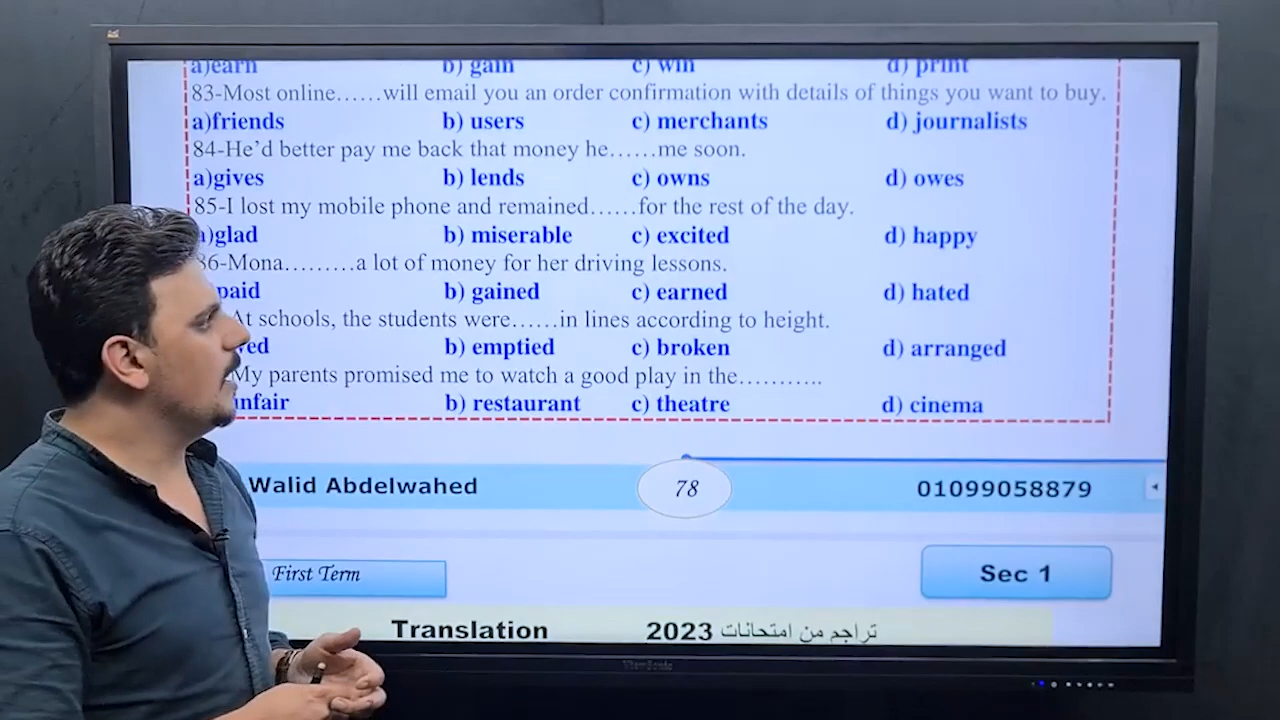 a)earn b) gain c) win d) print
83-Most online……will email you an order confirmation with details of things you want to buy.
a)friends b) users c) merchants d) journalists
84-He’d better pay me back that money he……me soon.
a)gives b) lends c) owns d) owes
85-I lost my mobile phone and remained……for the rest of the day.
a)glad b) miserable c) excited d) happy
86-Mona………a lot of money for her driving lessons.
paid b) gained c) earned d) hated
At schools, the students were……in lines according to height.
b) emptied c) broken d) arranged
My parents promised me to watch a good play in the………..
b) restaurant c) theatre d) cinema
Walid Abdelwahed 78 01099058879
First Term Sec 1
Translation تراجم من امتحانات 2023
ViewSonic